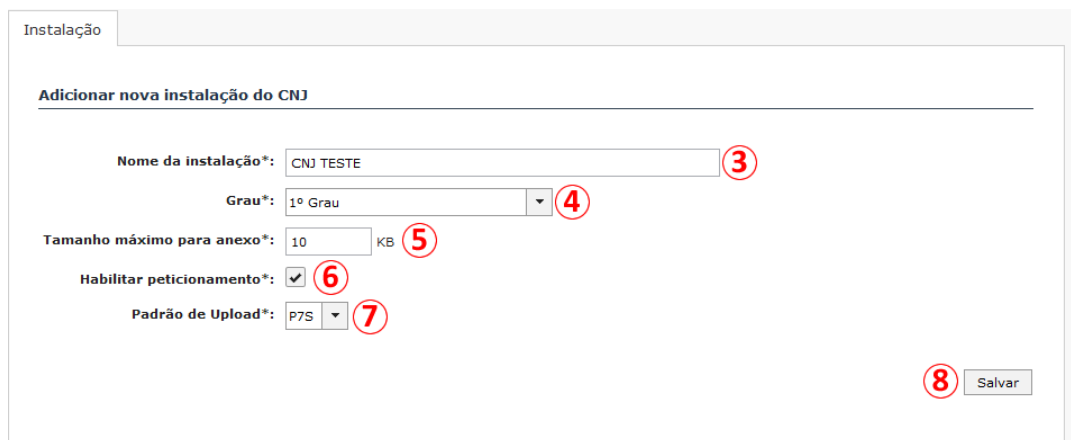 Instalação
Adicionar nova instalação do CNJ
Nome da instalação*: CNJ TESTE 3
Grau*: 1º Grau 4
Tamanho máximo para anexo*: 10 KB 5
Habilitar peticionamento*: 6
Padrão de Upload*: P7S 7
8 Salvar